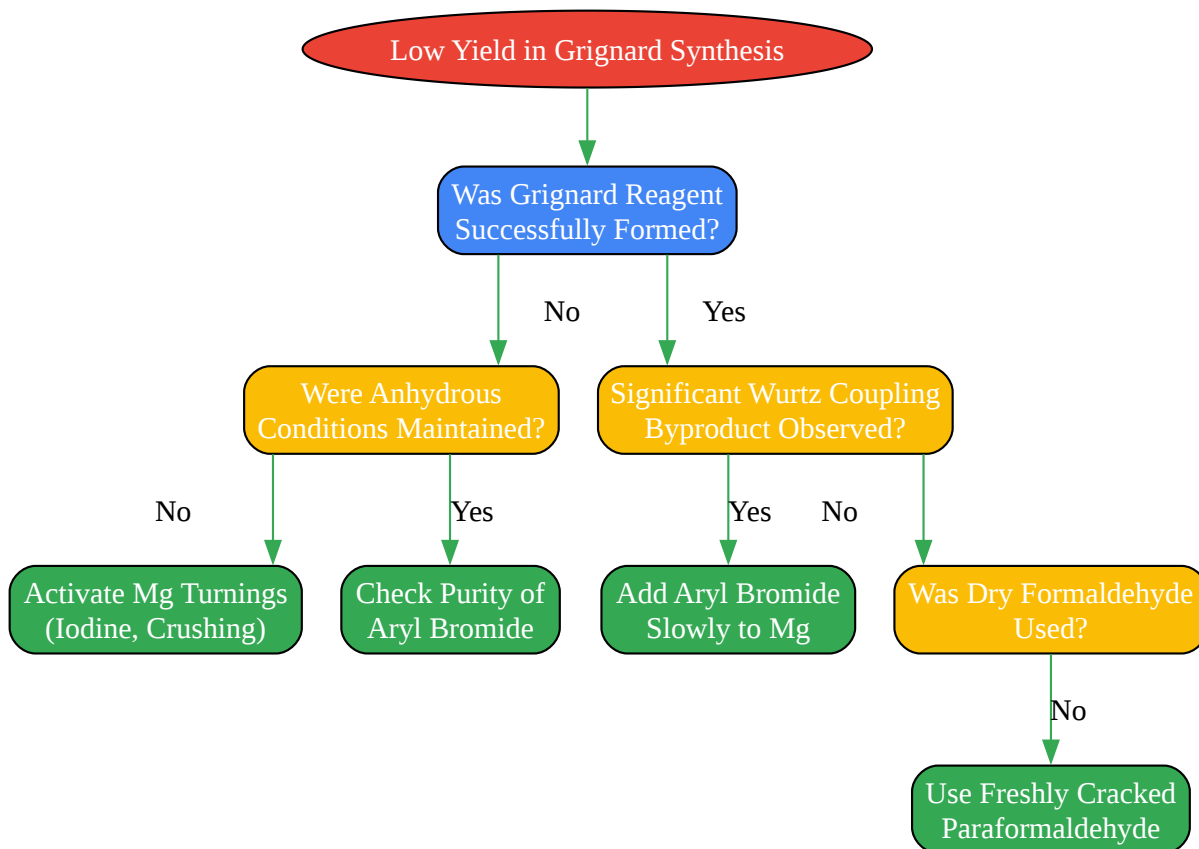 Low Yield in Grignard Synthesis
Was Grignard Reagent
Successfully Formed?
No
Yes
Were Anhydrous
Conditions Maintained?
Significant Wurtz Coupling
Byproduct Observed?
No
Yes
Yes
No
Activate Mg Turnings
(Iodine, Crushing)
Check Purity of
Aryl Bromide
Add Aryl Bromide
Slowly to Mg
Was Dry Formaldehyde
Used?
No
Use Freshly Cracked
Paraformaldehyde